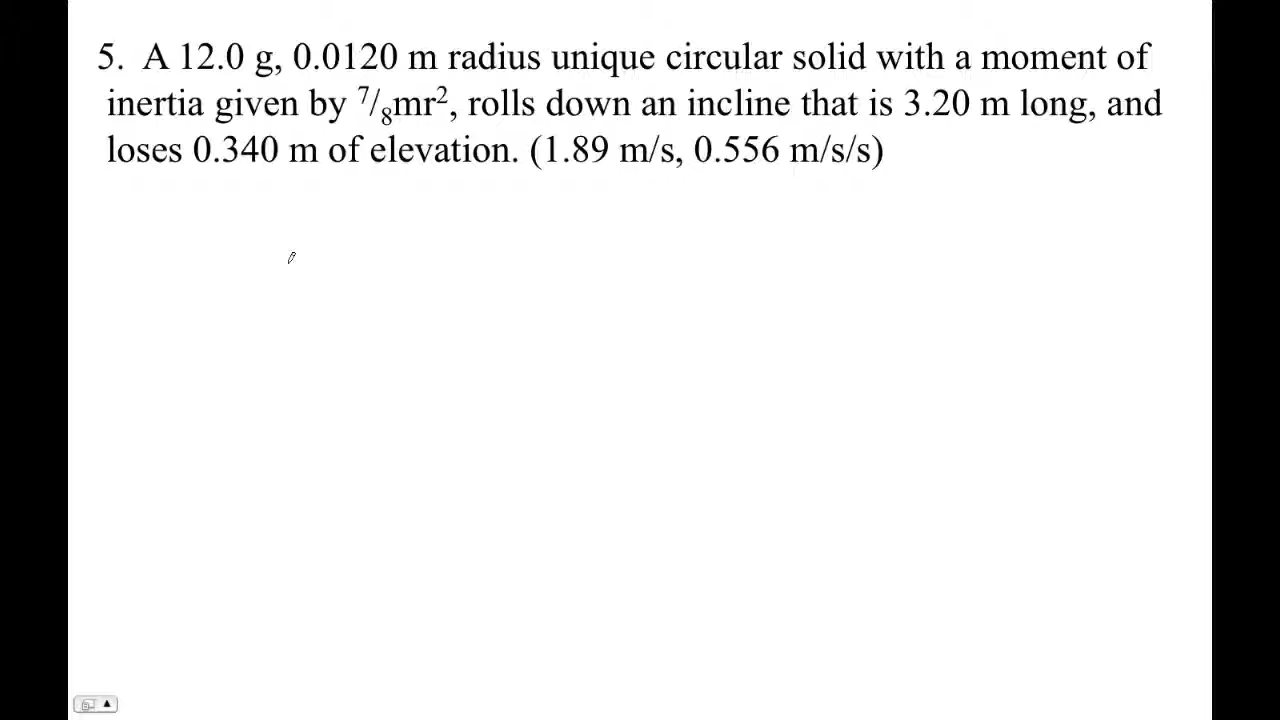 5. A 12.0 g, 0.0120 m radius unique circular solid with a moment of
inertia given by ⁷/₈mr², rolls down an incline that is 3.20 m long, and
loses 0.340 m of elevation. (1.89 m/s, 0.556 m/s/s)